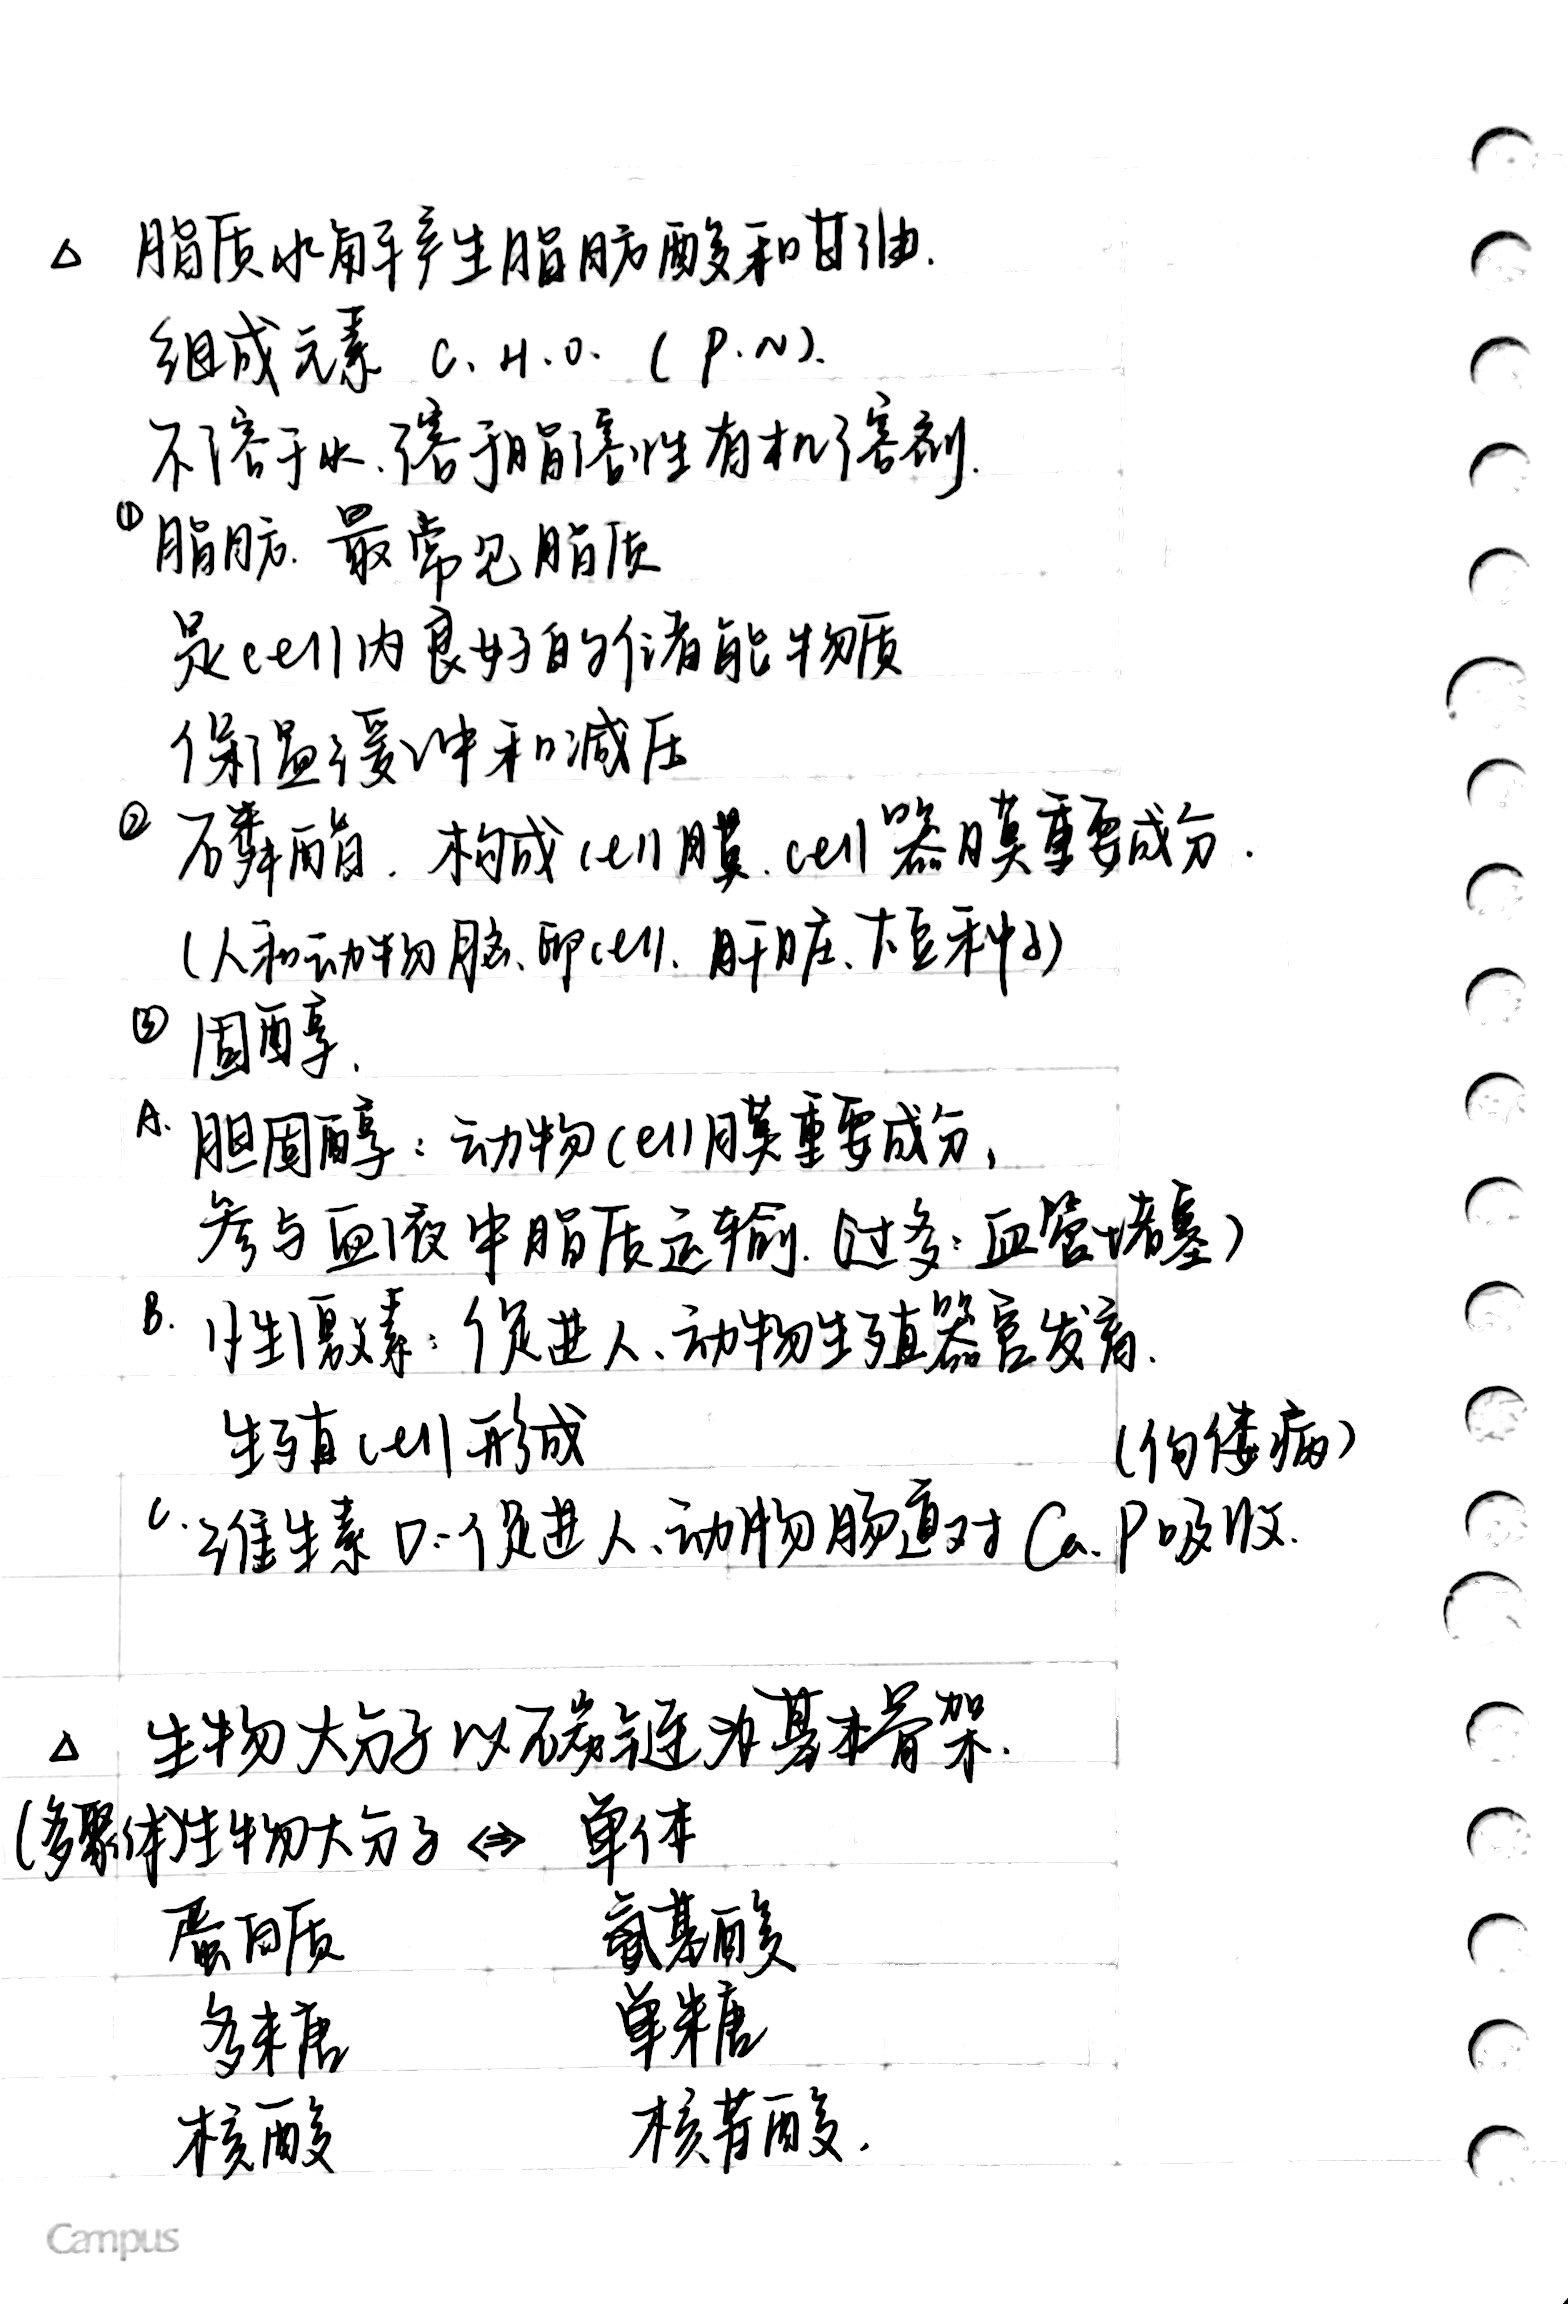 △ 脂质水解产生脂肪酸和甘油.
组成元素 C、H、O. (P.N).
不溶于水、溶于脂溶性有机溶剂.
① 脂肪. 最常见脂质
是cell内良好的储能物质
保温缓冲和减压
② 磷脂. 构成cell膜.cell器膜重要成分.
(人和动物脑、卵cell、肝脏、大豆种子)
③ 固醇.
A. 胆固醇:动物cell膜重要成分,
参与血液中脂质运输.(过多:血管堵塞)
B. 性激素:促进人、动物生殖器官发育.
生殖cell形成
(佝偻病)
C. 维生素D:促进人、动物肠道对Ca、P吸收.
△ 生物大分子以碳链为基本骨架.
(多聚体)生物大分子 ⇔ 单体
蛋白质 氨基酸
多糖 单糖
核酸 核苷酸.
Campus